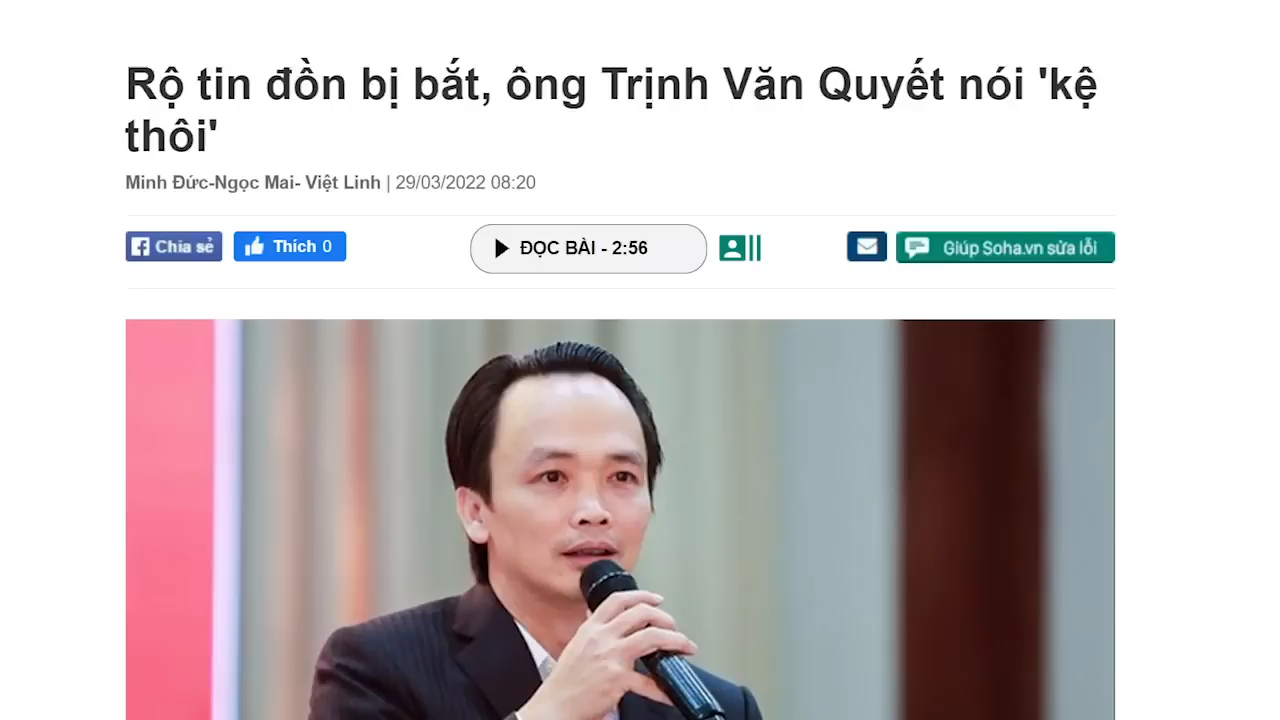 Rộ tin đồn bị bắt, ông Trịnh Văn Quyết nói 'kệ
thôi'
Minh Đức-Ngọc Mai- Việt Linh | 29/03/2022 08:20
Chia sẻ Thích 0 ĐỌC BÀI - 2:56 Giúp Soha.vn sửa lỗi